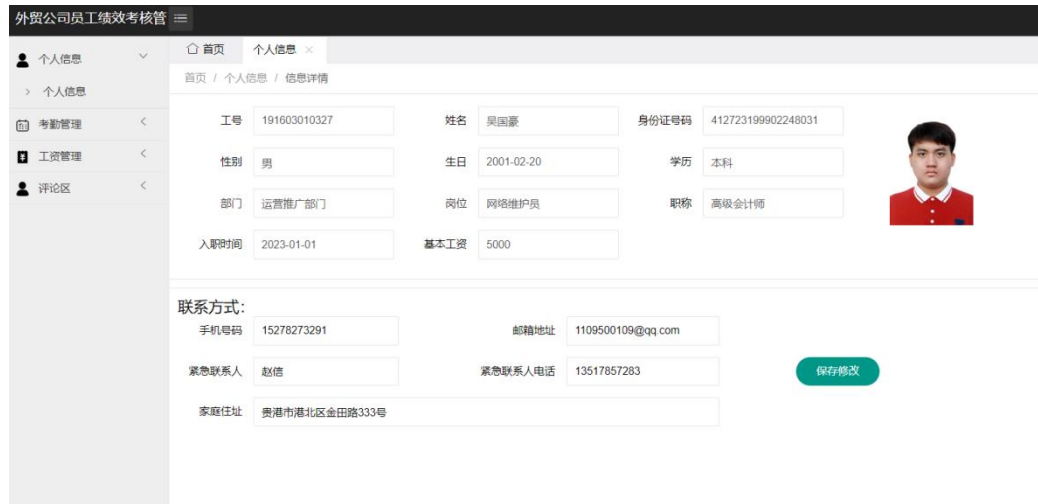 外贸公司员工绩效考核管
个人信息
个人信息
考勤管理
工资管理
评论区
首页 个人信息 ×
首页 / 个人信息 / 信息详情
工号 191603010327 姓名 吴国豪 身份证号码 412723199902248031
性别 男 生日 2001-02-20 学历 本科
部门 运营推广部门 岗位 网络维护员 职称 高级会计师
入职时间 2023-01-01 基本工资 5000
联系方式:
手机号码 15278273291 邮箱地址 1109500109@qq.com
紧急联系人 赵信 紧急联系人电话 13517857283 保存修改
家庭住址 贵港市港北区金田路333号